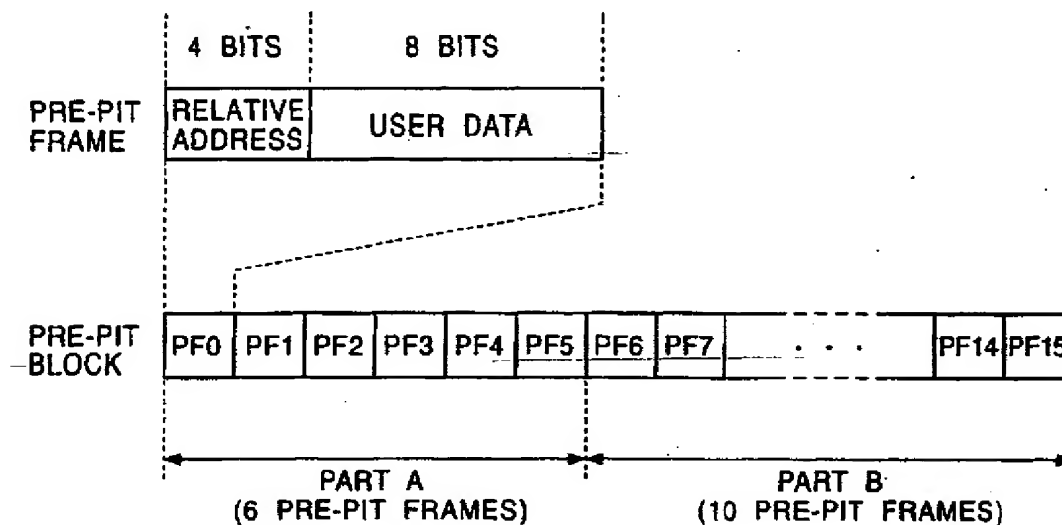 4 BITS 8 BITS
PRE-PIT FRAME
RELATIVE ADDRESS
USER DATA
PRE-PIT BLOCK
PF0 PF1 PF2 PF3 PF4 PF5 PF6 PF7 · · · PF14 PF15
PART A
(6 PRE-PIT FRAMES)
PART B
(10 PRE-PIT FRAMES)